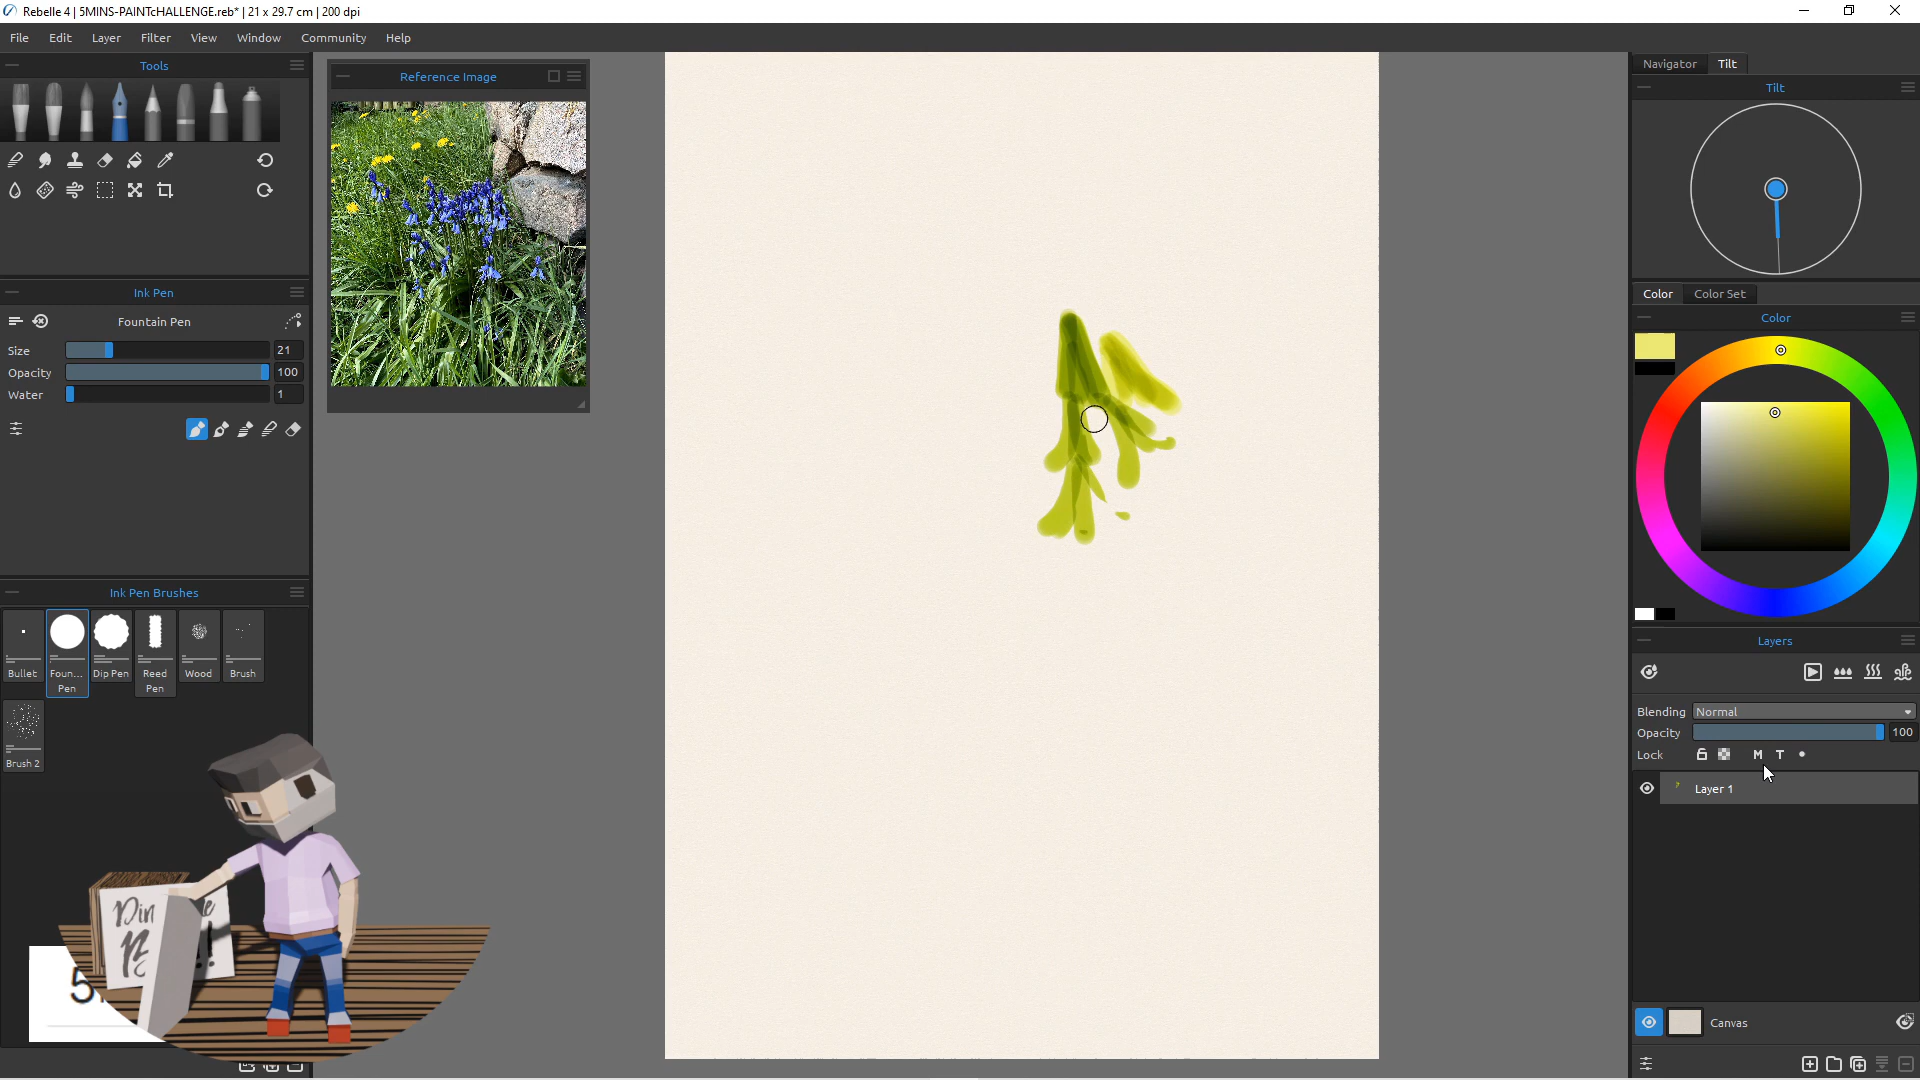 Rebelle 4 | 5MINS-PAINTcHALLENGE.reb* | 21 x 29.7 cm | 200 dpi
File Edit Layer Filter View Window Community Help
Tools
Reference Image
Navigator Tilt
Tilt
Ink Pen
Fountain Pen
Size 21
Opacity 100
Water 1
Color Color Set
Color
Ink Pen Brushes
Bullet
Foun... Pen
Dip Pen
Reed Pen
Wood
Brush
Brush 2
Layers
Blending Normal
Opacity 100
Lock M T
Layer 1
Canvas